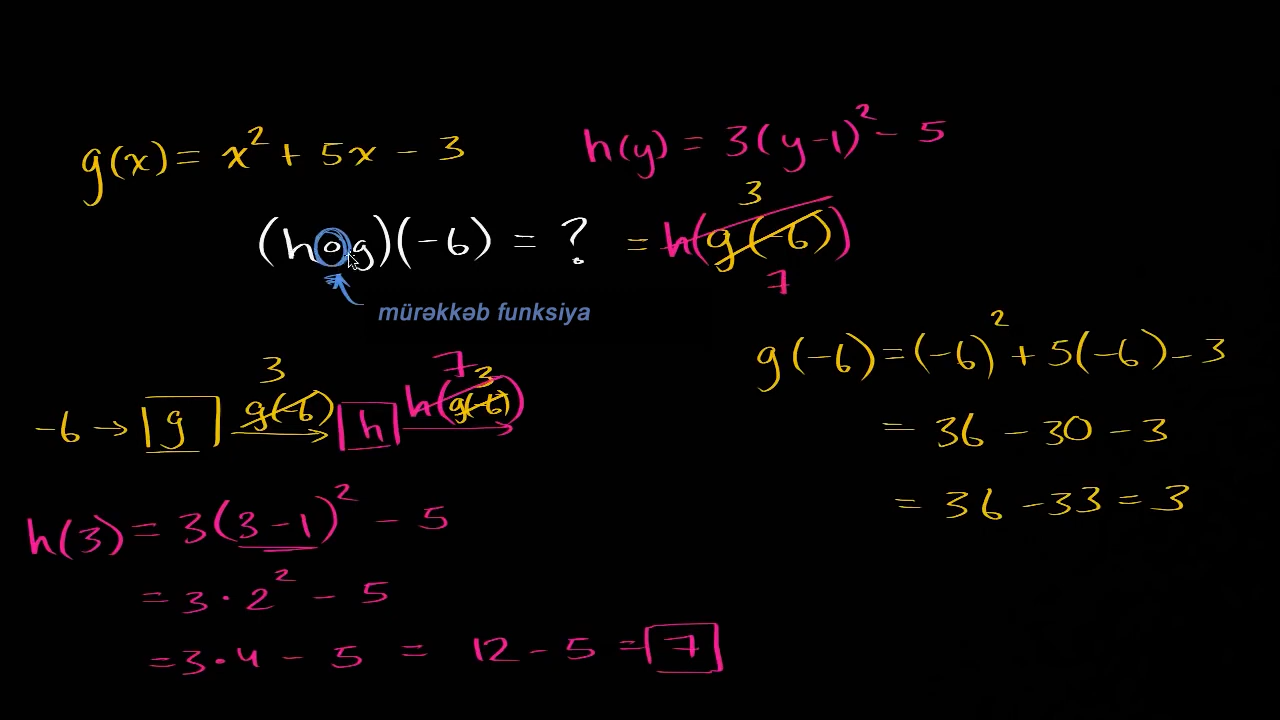 g(x) = x² + 5x - 3
h(y) = 3(y-1)² - 5
(h∘g)(-6) = ? = h(g(-6))
3
7
mürəkkəb funksiya
g(-6) = (-6)² + 5(-6) - 3
= 36 - 30 - 3
= 36 - 33 = 3
3
7
3
-6 → g g(-6) h h(g(-6))
h(3) = 3(3-1)² - 5
= 3·2² - 5
= 3·4 - 5 = 12 - 5 = 7